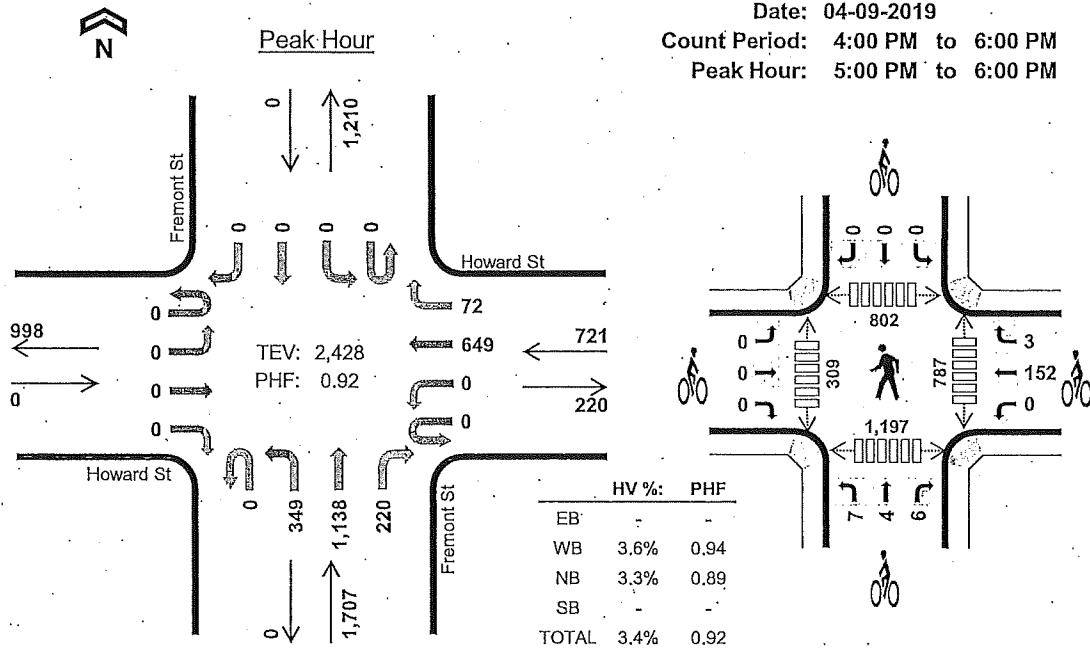 N
Peak Hour
Date: 04-09-2019
Count Period: 4:00 PM to 6:00 PM
Peak Hour: 5:00 PM to 6:00 PM
0
1,210
Fremont St
0
0
0
0
Howard St
998
0
0
0
0
0
TEV: 2,428
PHF: 0.92
72
649
0
0
721
220
Howard St
0
349
1,138
220
Fremont St
0
1,707
HV %: PHF
EB - -
WB 3.6% 0.94
NB 3.3% 0.89
SB - -
TOTAL 3.4% 0.92
0
0
0
802
0
0
0
309
787
3
152
0
1,197
7
4
6